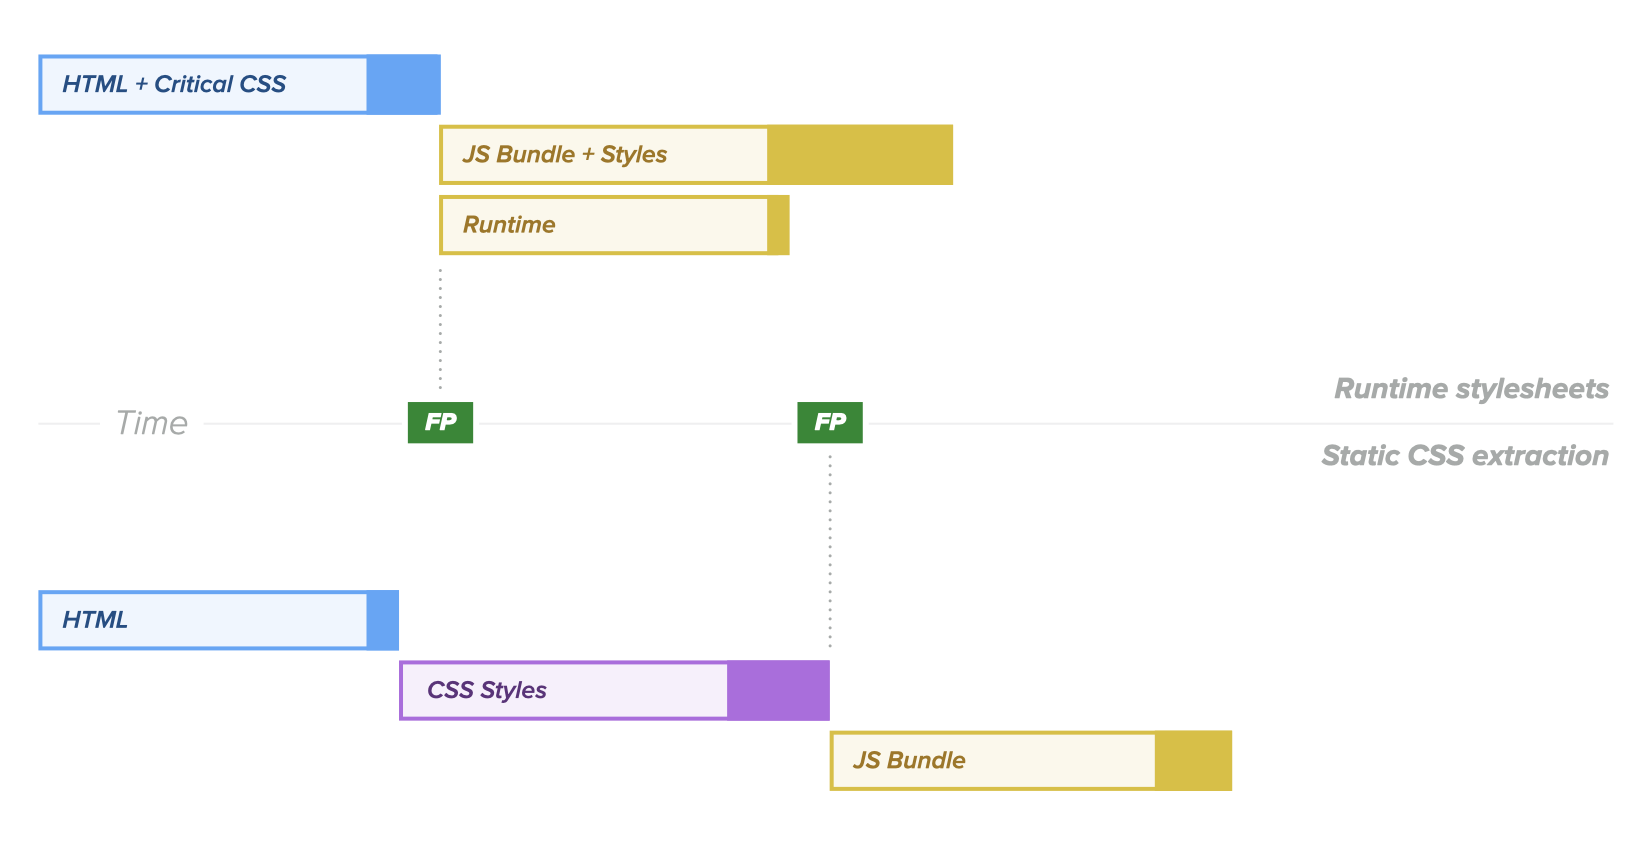 HTML + Critical CSS
JS Bundle + Styles
Runtime
Runtime stylesheets
Time
FP
FP
Static CSS extraction
HTML
CSS Styles
JS Bundle